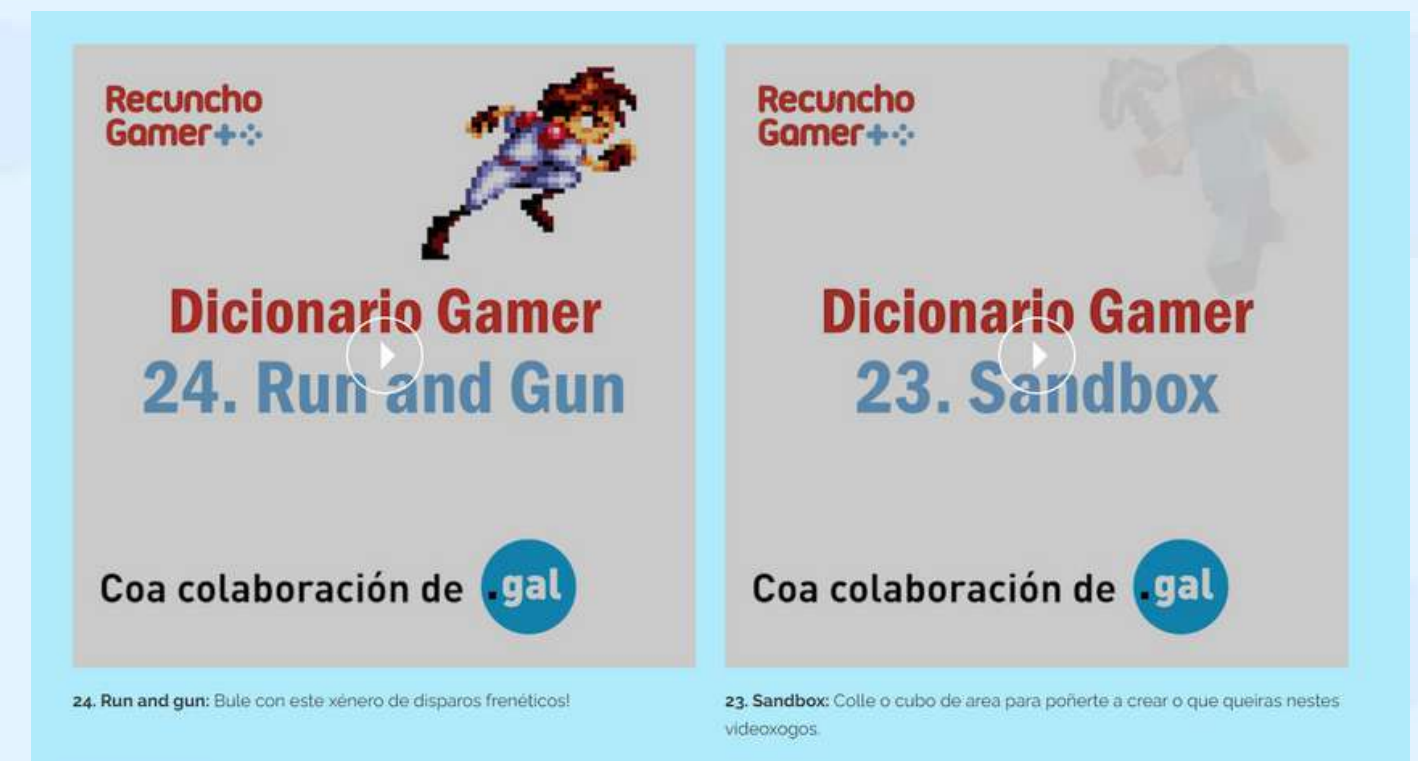 Recuncho
Gamer
Dicionario Gamer
24. Run and Gun
Coa colaboración de .gal
24. Run and gun: Bule con este xénero de disparos frenéticos!
Recuncho
Gamer
Dicionario Gamer
23. Sandbox
Coa colaboración de .gal
23. Sandbox: Colle o cubo de area para poñerte a crear o que queiras nestes
videoxogos.